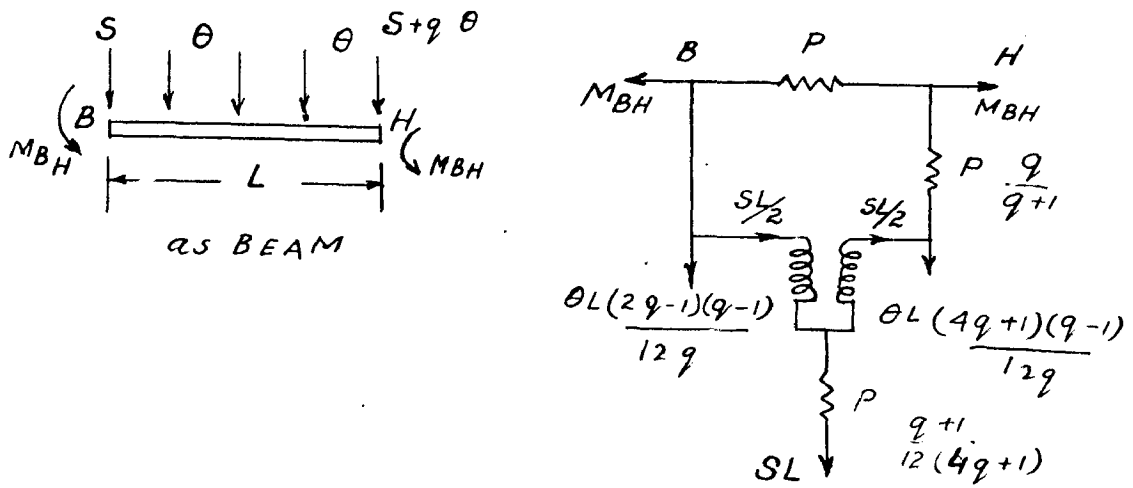 S θ θ S+q θ
B H
M_BH M_BH
L
as BEAM
B P H
M_BH M_BH
P q/(q+1)
SL/2 SL/2
θL(2q-1)(q-1)/12q
θL(4q+1)(q-1)/12q
P
q+1
12(4q+1)
SL